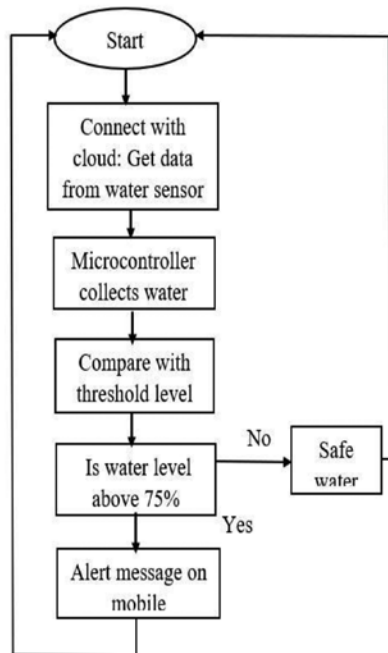 Start
Connect with
cloud: Get data
from water sensor
Microcontroller
collects water
Compare with
threshold level
Is water level
above 75%
No
Safe
water
Yes
Alert message on
mobile